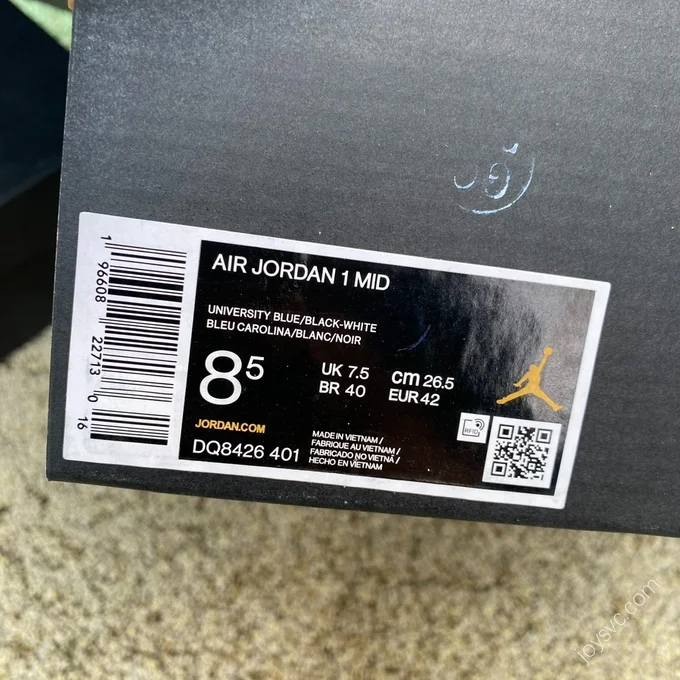 1 96608 22713 0 16
AIR JORDAN 1 MID
UNIVERSITY BLUE/BLACK-WHITE
BLEU CAROLINA/BLANC/NOIR
8 5
UK 7.5 cm 26.5
BR 40 EUR 42
JORDAN.COM
DQ8426 401
MADE IN VIETNAM /
FABRIQUE AU VIETNAM /
FABRICADO NO VIETNÃ /
HECHO EN VIETNAM
RFID
joysvc.com